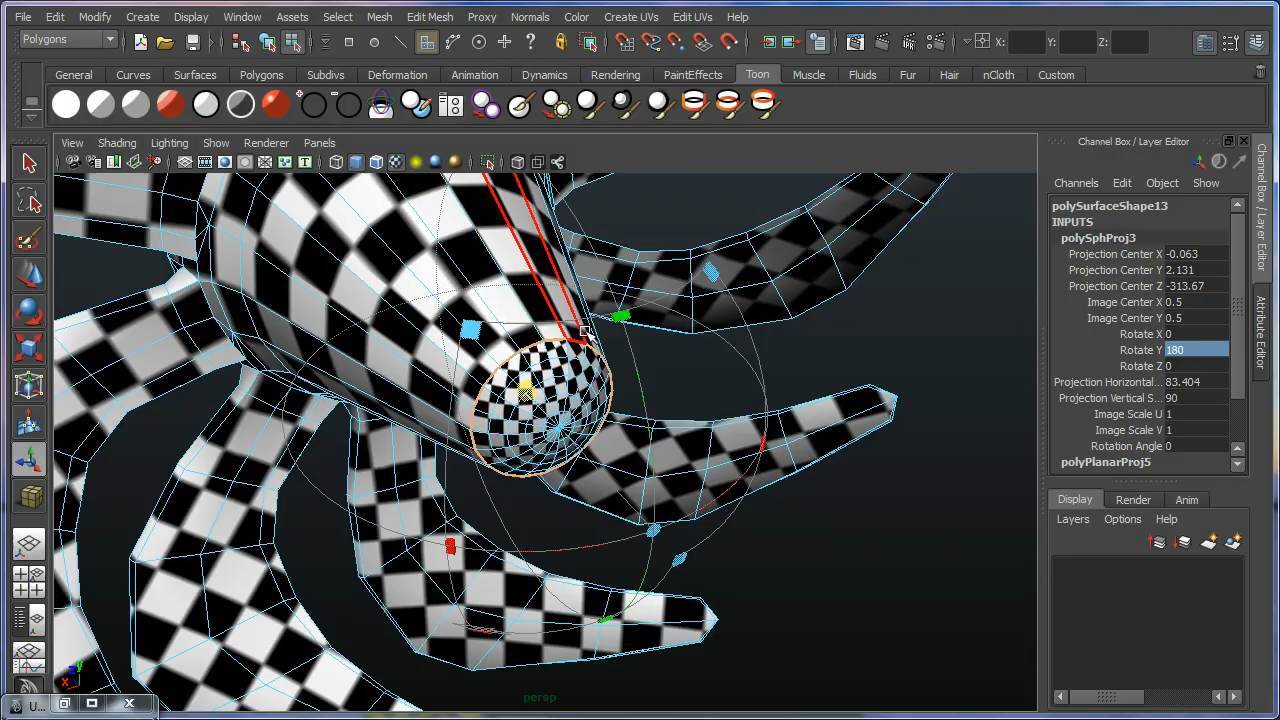 File Edit Modify Create Display Window Assets Select Mesh Edit Mesh Proxy Normals Color Create UVs Edit UVs Help
Polygons X: Y: Z:
General Curves Surfaces Polygons Subdivs Deformation Animation Dynamics Rendering PaintEffects Toon Muscle Fluids Fur Hair nCloth Custom
View Shading Lighting Show Renderer Panels
Channel Box / Layer Editor
Channels Edit Object Show
polySurfaceShape13
INPUTS
polySphProj3
Projection Center X -0.063
Projection Center Y 2.131
Projection Center Z -313.67
Image Center X 0.5
Image Center Y 0.5
Rotate X 0
Rotate Y 180
Rotate Z 0
Projection Horizontal... 83.404
Projection Vertical S... 90
Image Scale U 1
Image Scale V 1
Rotation Angle 0
polyPlanarProj5
Display Render Anim
Layers Options Help
Channel Box / Layer Editor
Attribute Editor
persp
y
z
x
U...